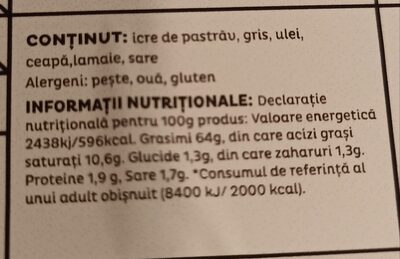 CONȚINUT: icre de pastrăv, gris, ulei,
ceapă,lamaie, sare
Alergeni: pește, ouă, gluten
INFORMAȚII NUTRIȚIONALE: Declarație
nutrițională pentru 100g produs: Valoare energetică
2438kj/596kcal. Grasimi 64g, din care acizi grași
saturați 10,6g. Glucide 1,3g, din care zaharuri 1,3g.
Proteine 1,9 g, Sare 1,7g. *Consumul de referință al
unui adult obișnuit (8400 kJ/ 2000 kcal).